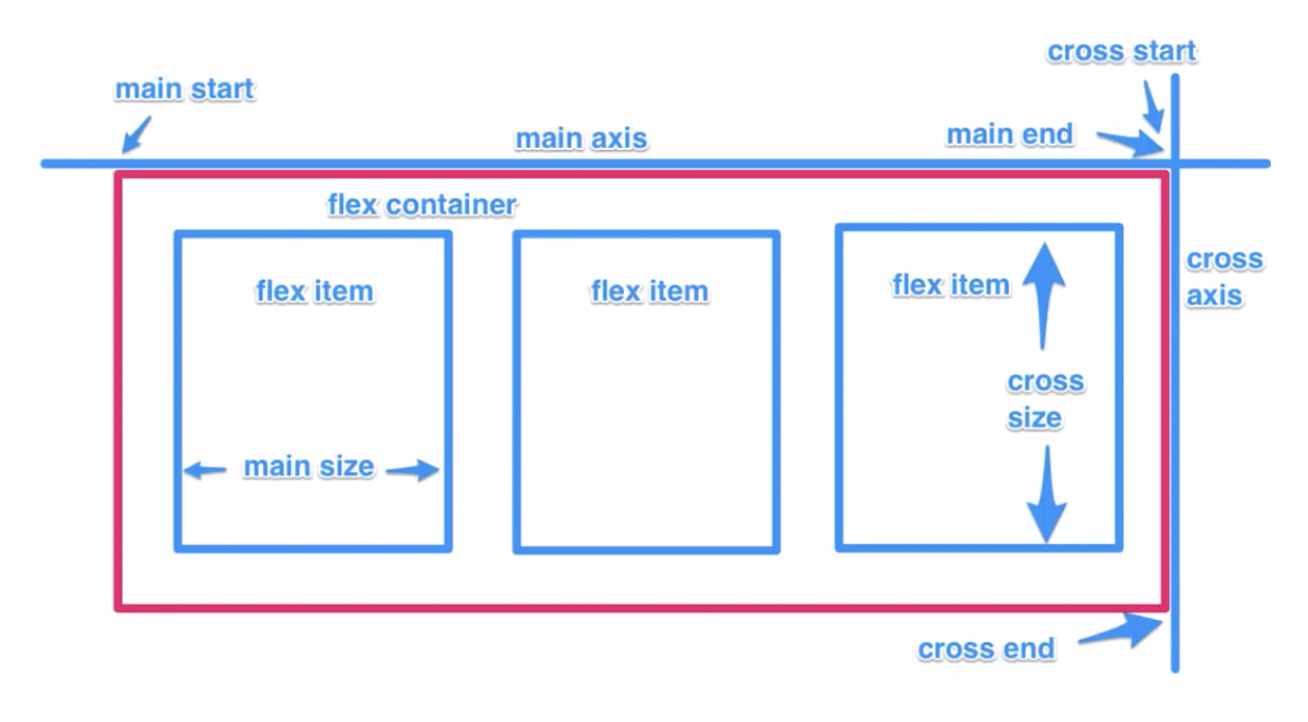 cross start
main start
main axis
main end
flex container
cross
axis
flex item
flex item
flex item
cross
size
main size
cross end